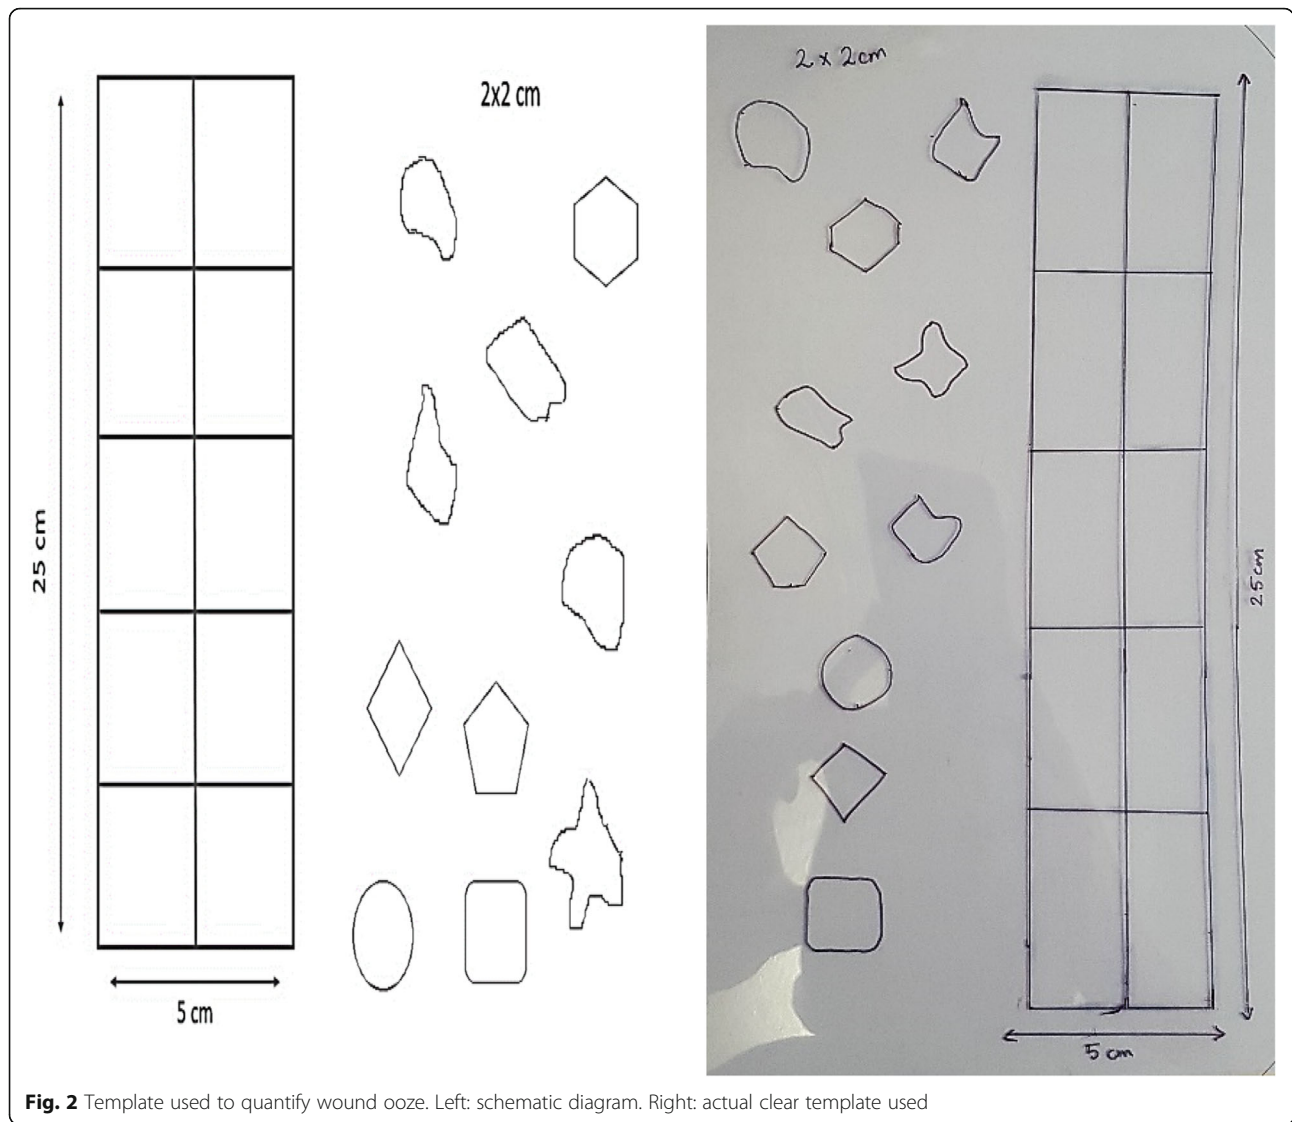 2x2 cm
25 cm
5 cm
2 x 2cm
25cm
5 cm
Fig. 2 Template used to quantify wound ooze. Left: schematic diagram. Right: actual clear template used